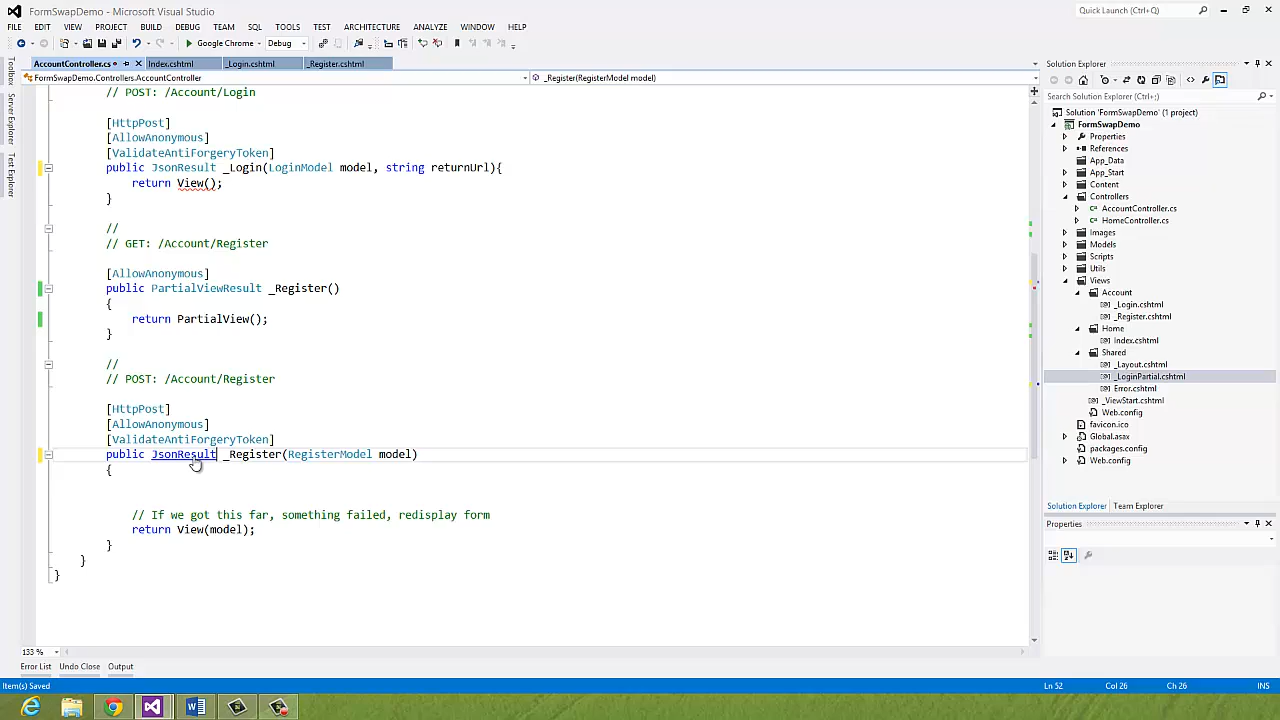 FormSwapDemo - Microsoft Visual Studio
Quick Launch (Ctrl+Q)
FILE EDIT VIEW PROJECT BUILD DEBUG TEAM SQL TOOLS TEST ARCHITECTURE ANALYZE WINDOW HELP
Google Chrome Debug
Toolbox
Server Explorer
Test Explorer
AccountController.cs Index.cshtml _Login.cshtml _Register.cshtml
FormSwapDemo.Controllers.AccountController _Register(RegisterModel model)
// POST: /Account/Login
[HttpPost]
[AllowAnonymous]
[ValidateAntiForgeryToken]
public JsonResult _Login(LoginModel model, string returnUrl){
return View();
}
//
// GET: /Account/Register
[AllowAnonymous]
public PartialViewResult _Register()
{
return PartialView();
}
//
// POST: /Account/Register
[HttpPost]
[AllowAnonymous]
[ValidateAntiForgeryToken]
public JsonResult _Register(RegisterModel model)
{
// If we got this far, something failed, redisplay form
return View(model);
}
}
}
133 %
Error List Undo Close Output
Item(s) Saved
Ln 52 Col 26 Ch 26 INS
Solution Explorer
Search Solution Explorer (Ctrl+;)
Solution 'FormSwapDemo' (1 project)
FormSwapDemo
Properties
References
App_Data
App_Start
Content
Controllers
AccountController.cs
HomeController.cs
Images
Models
Scripts
Utils
Views
Account
_Login.cshtml
_Register.cshtml
Home
Index.cshtml
Shared
_Layout.cshtml
_LoginPartial.cshtml
Error.cshtml
_ViewStart.cshtml
Web.config
favicon.ico
Global.asax
packages.config
Web.config
Solution Explorer Team Explorer
Properties